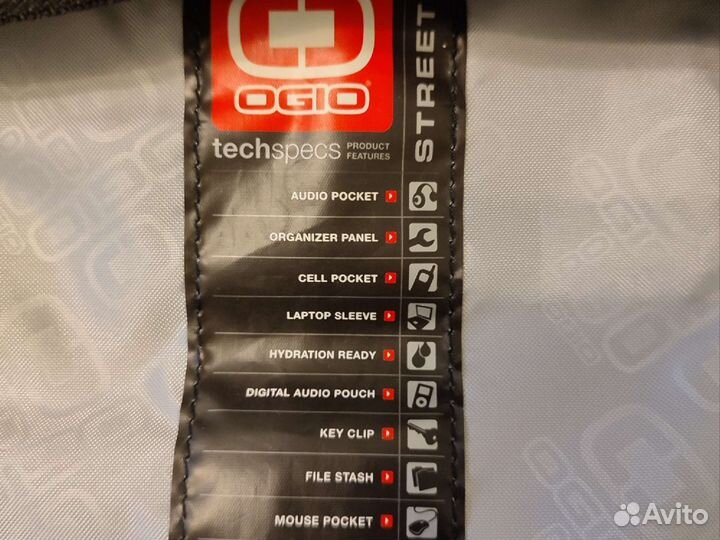 OGIO
STREET
techspecs PRODUCT FEATURES
AUDIO POCKET
ORGANIZER PANEL
CELL POCKET
LAPTOP SLEEVE
HYDRATION READY
DIGITAL AUDIO POUCH
KEY CLIP
FILE STASH
MOUSE POCKET
OGIO
Avito